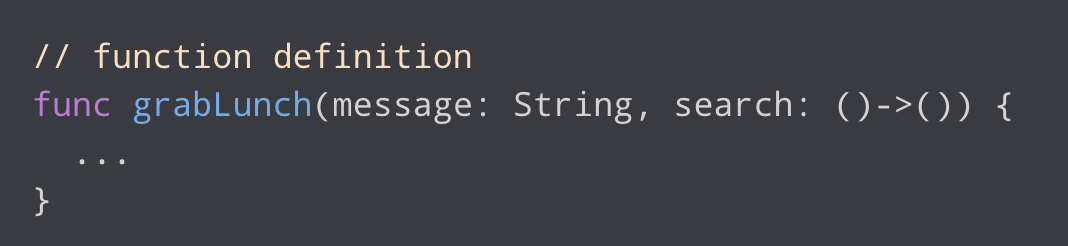 // function definition
func grabLunch(message: String, search: ()->()) {
  ...
}